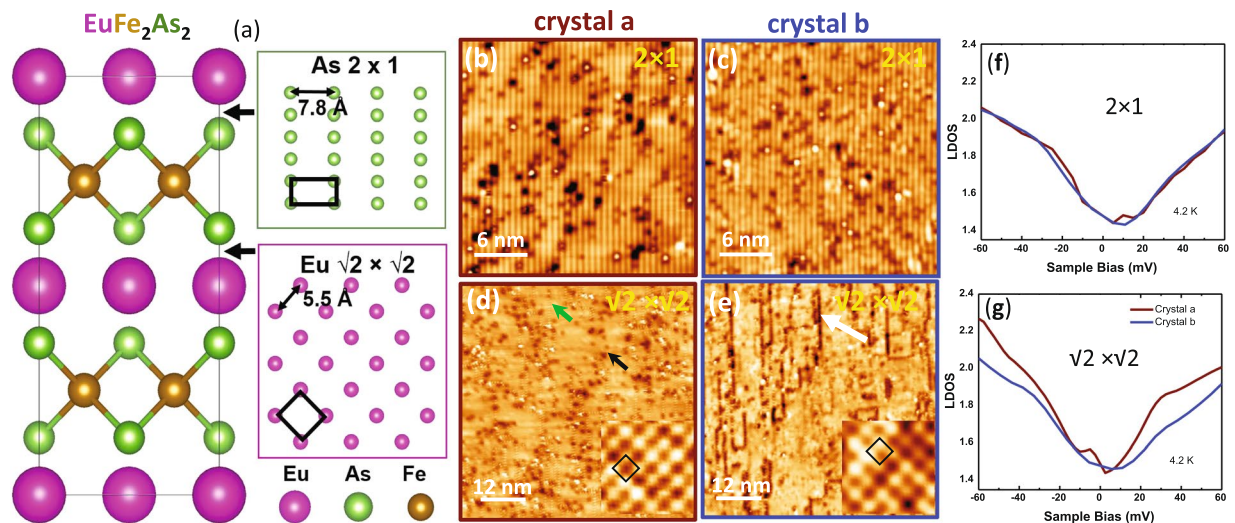 EuFe₂As₂
(a)
As 2 x 1
7.8 Å
Eu √2 × √2
5.5 Å
Eu As Fe
crystal a
crystal b
(b)
2×1
6 nm
(c)
2×1
6 nm
(d)
√2 ×√2
12 nm
(e)
√2 ×√2
12 nm
(f)
2×1
4.2 K
LDOS
2.4
2.2
2.0
1.8
1.6
1.4
-60 -40 -20 0 20 40 60
Sample Bias (mV)
(g)
Crystal a
Crystal b
√2 ×√2
4.2 K
LDOS
2.4
2.2
2.0
1.8
1.6
1.4
-60 -40 -20 0 20 40 60
Sample Bias (mV)